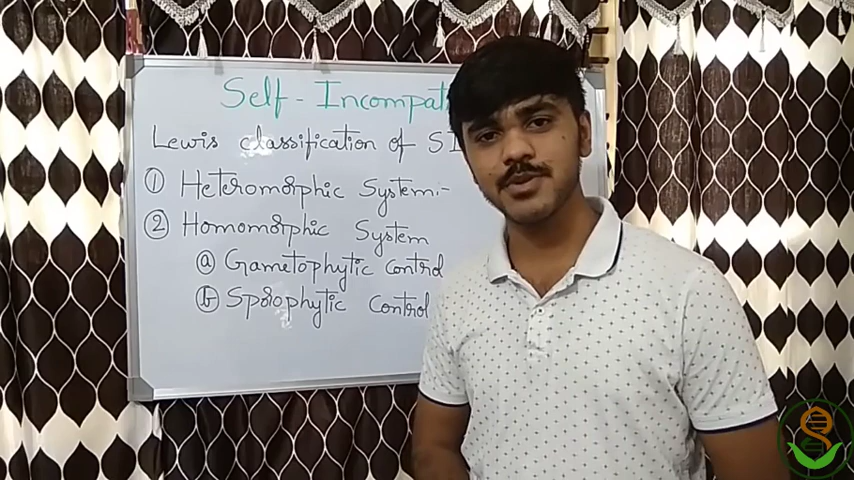 Self - Incompat
Lewis classification of SI
① Heteromorphic System:-
② Homomorphic System
ⓐ Gametophytic control
ⓑ Sporophytic Control